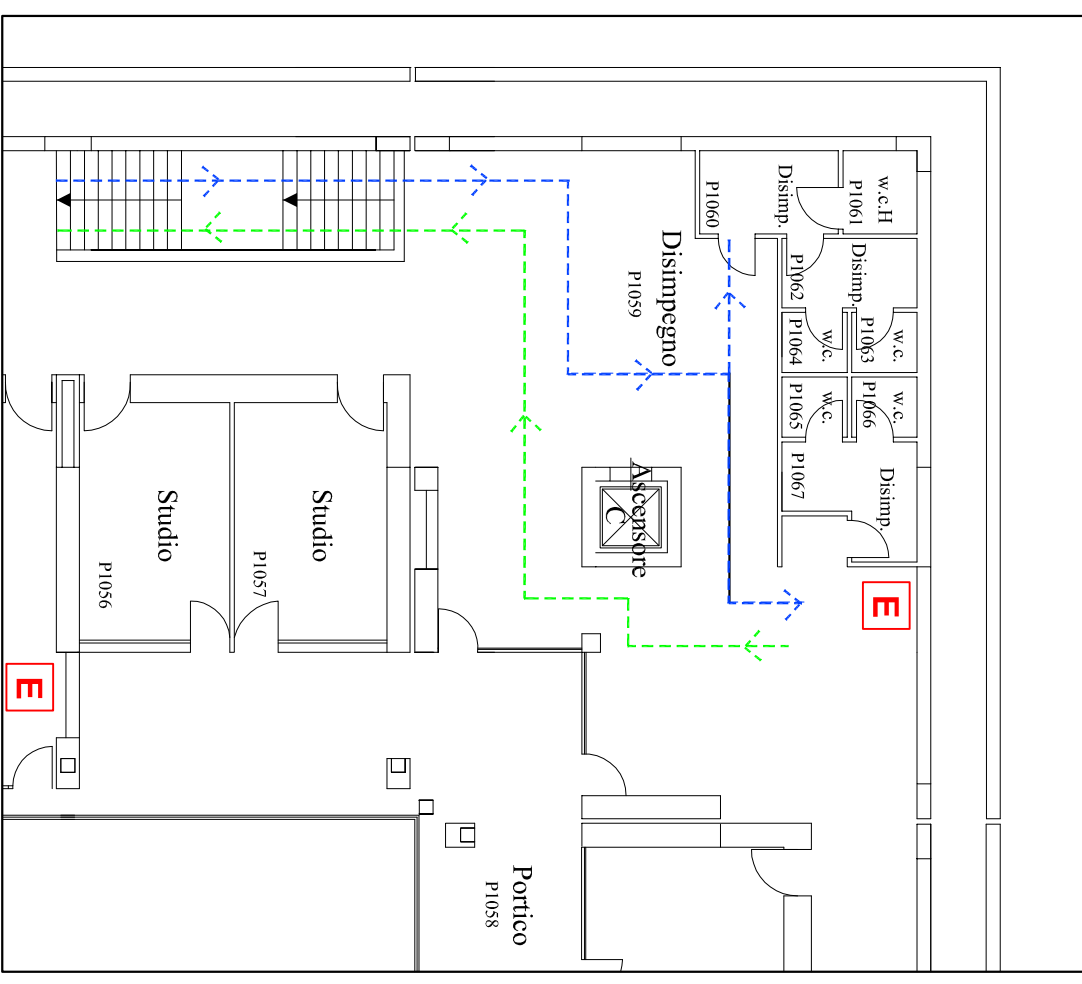 w.c.H
P1061
Disimp.
P1060
Disimp.
P1062
w.c.
P1063
w.c.
P1064
w.c.
P1066
w.c.
P1065
Disimp.
P1067
Disimpegno
P1059
Ascensore
C
E
Studio
P1057
Studio
P1056
E
Portico
P1058